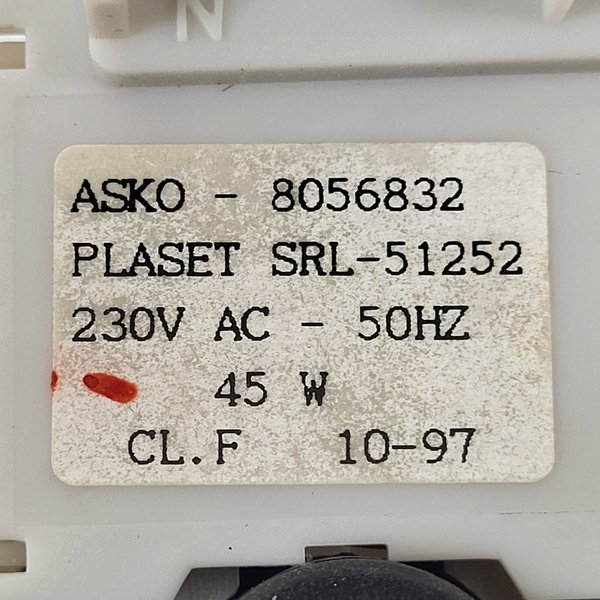 N
ASKO - 8056832
PLASET SRL-51252
230V AC - 50HZ
45 W
CL.F 10-97